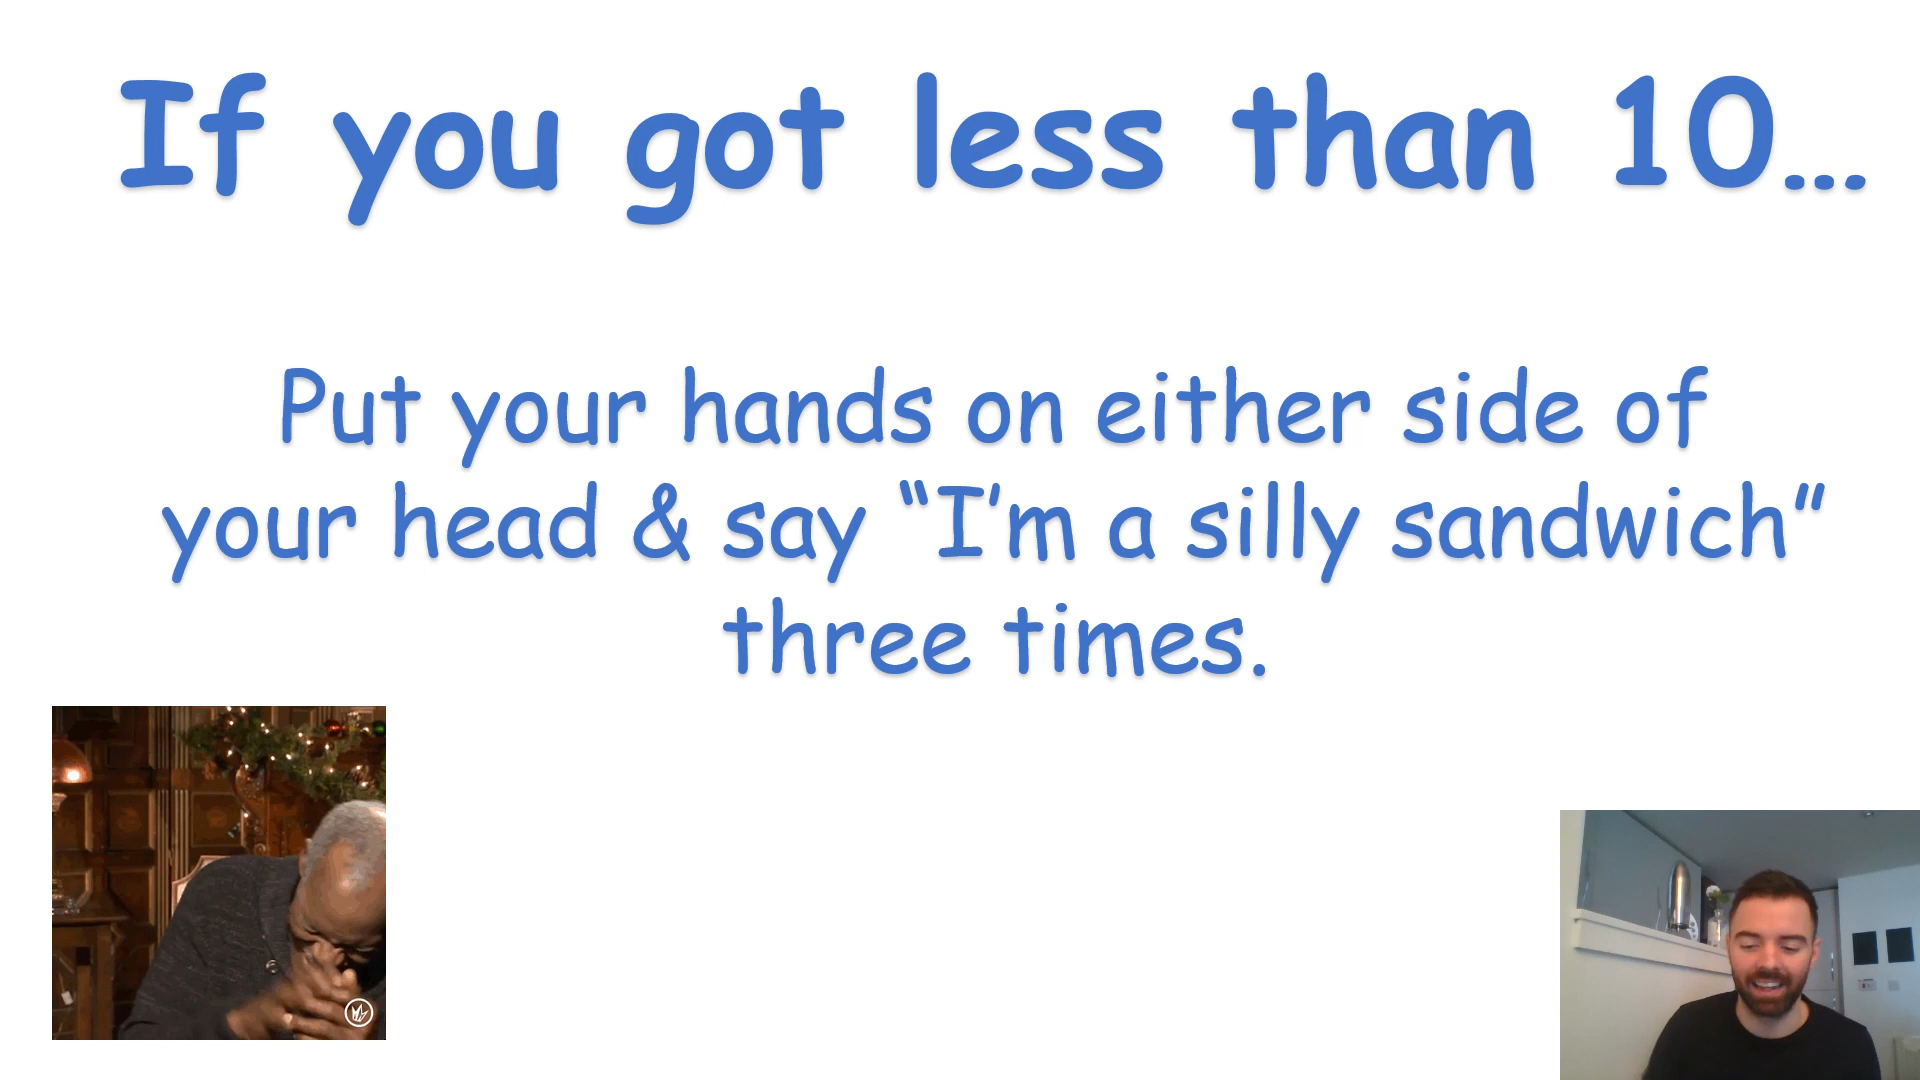 If you got less than 10...
Put your hands on either side of
your head & say “I’m a silly sandwich”
three times.